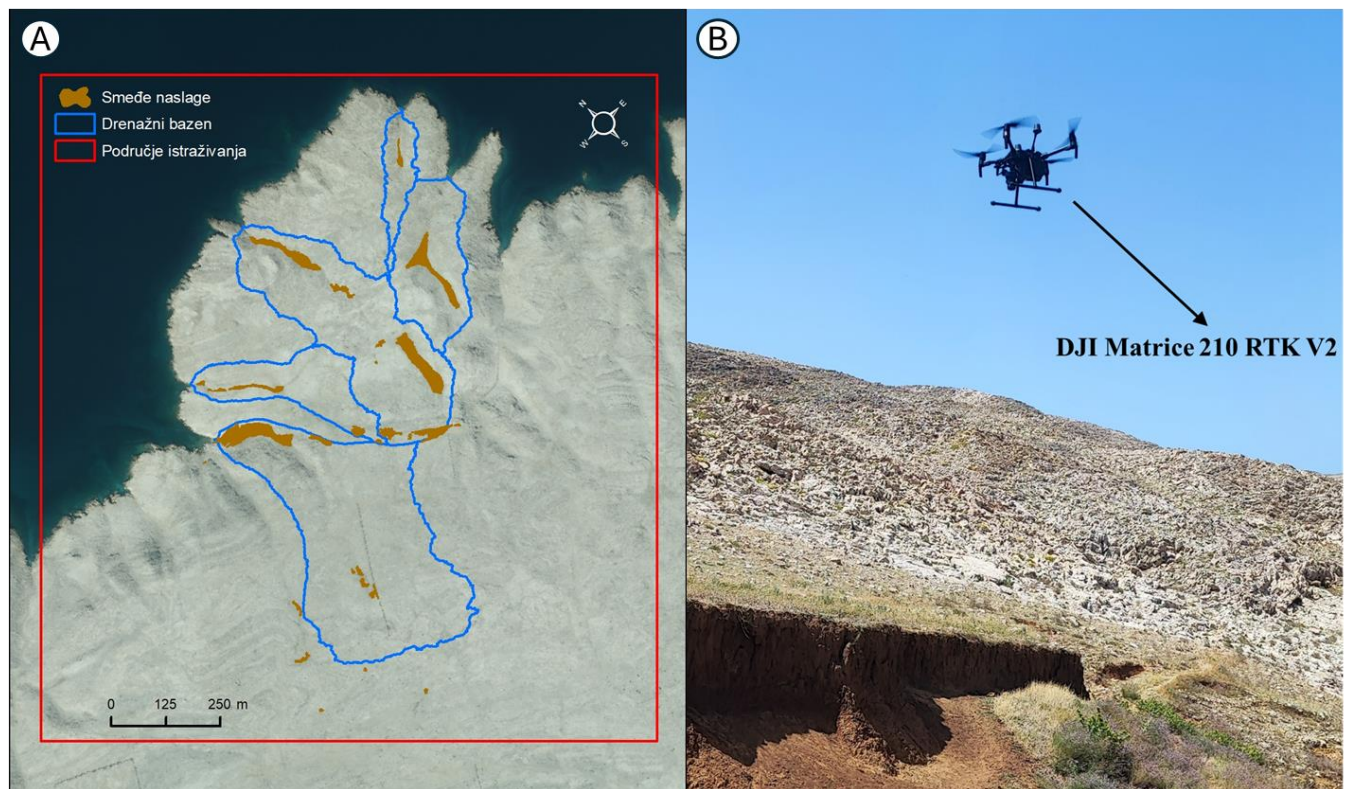 A
Smeđe naslage
Drenažni bazen
Područje istraživanja
N
E
W
S
0 125 250 m
B
DJI Matrice 210 RTK V2